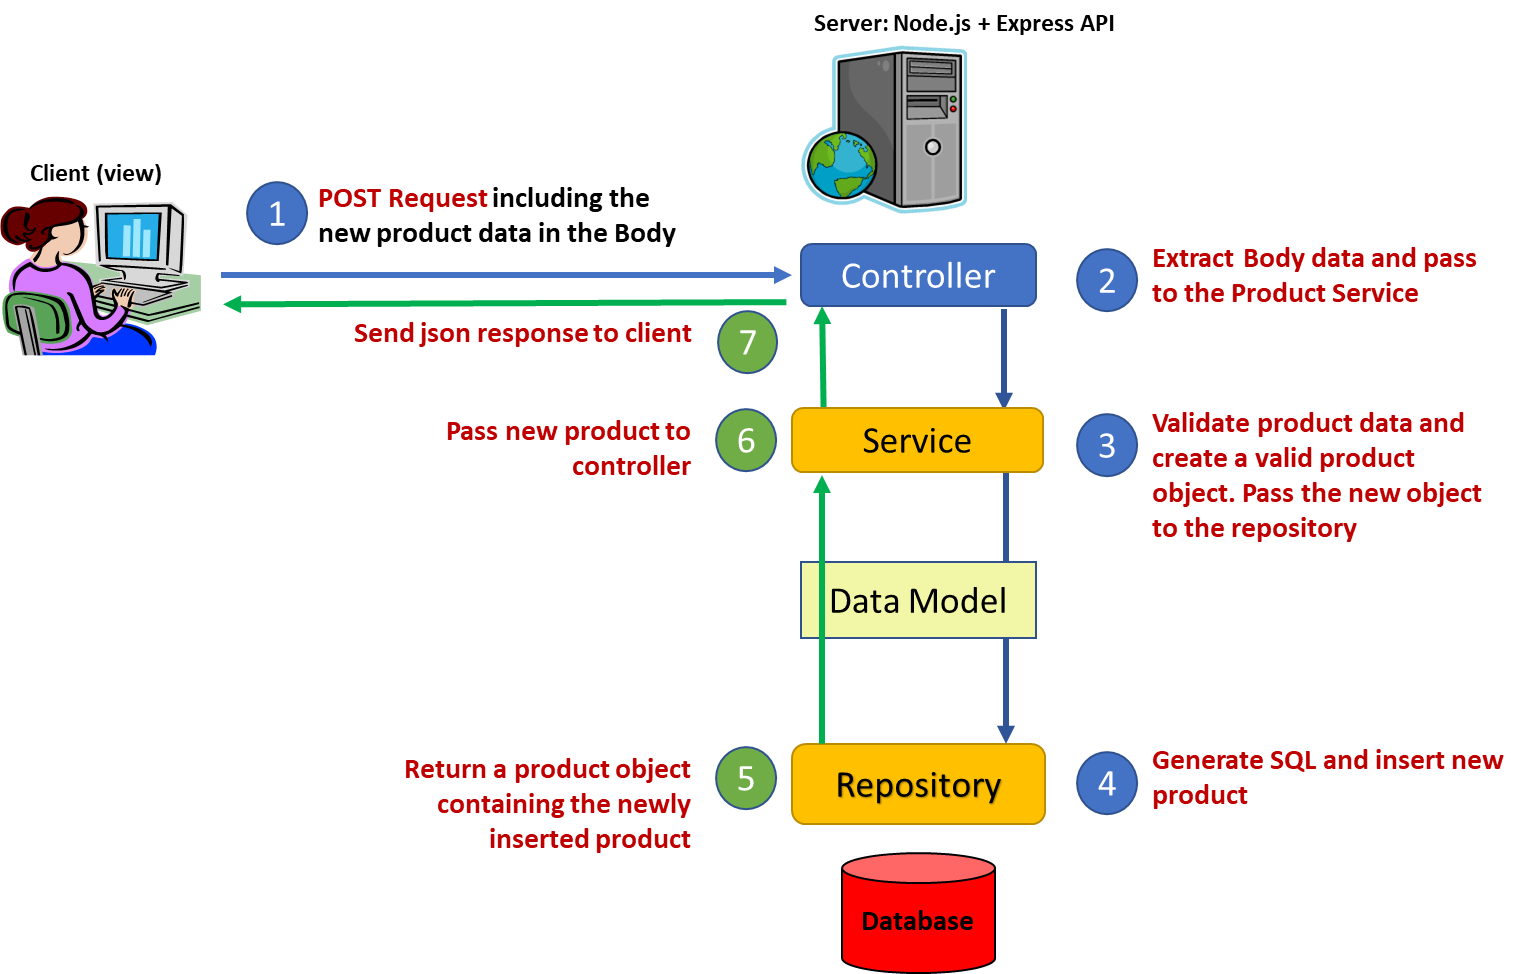 Server: Node.js + Express API
Client (view)
1
POST Request including the
new product data in the Body
Controller
2
Extract Body data and pass
to the Product Service
Send json response to client
7
Pass new product to
controller
6
Service
3
Validate product data and
create a valid product
object. Pass the new object
to the repository
Data Model
Return a product object
containing the newly
inserted product
5
Repository
4
Generate SQL and insert new
product
Database